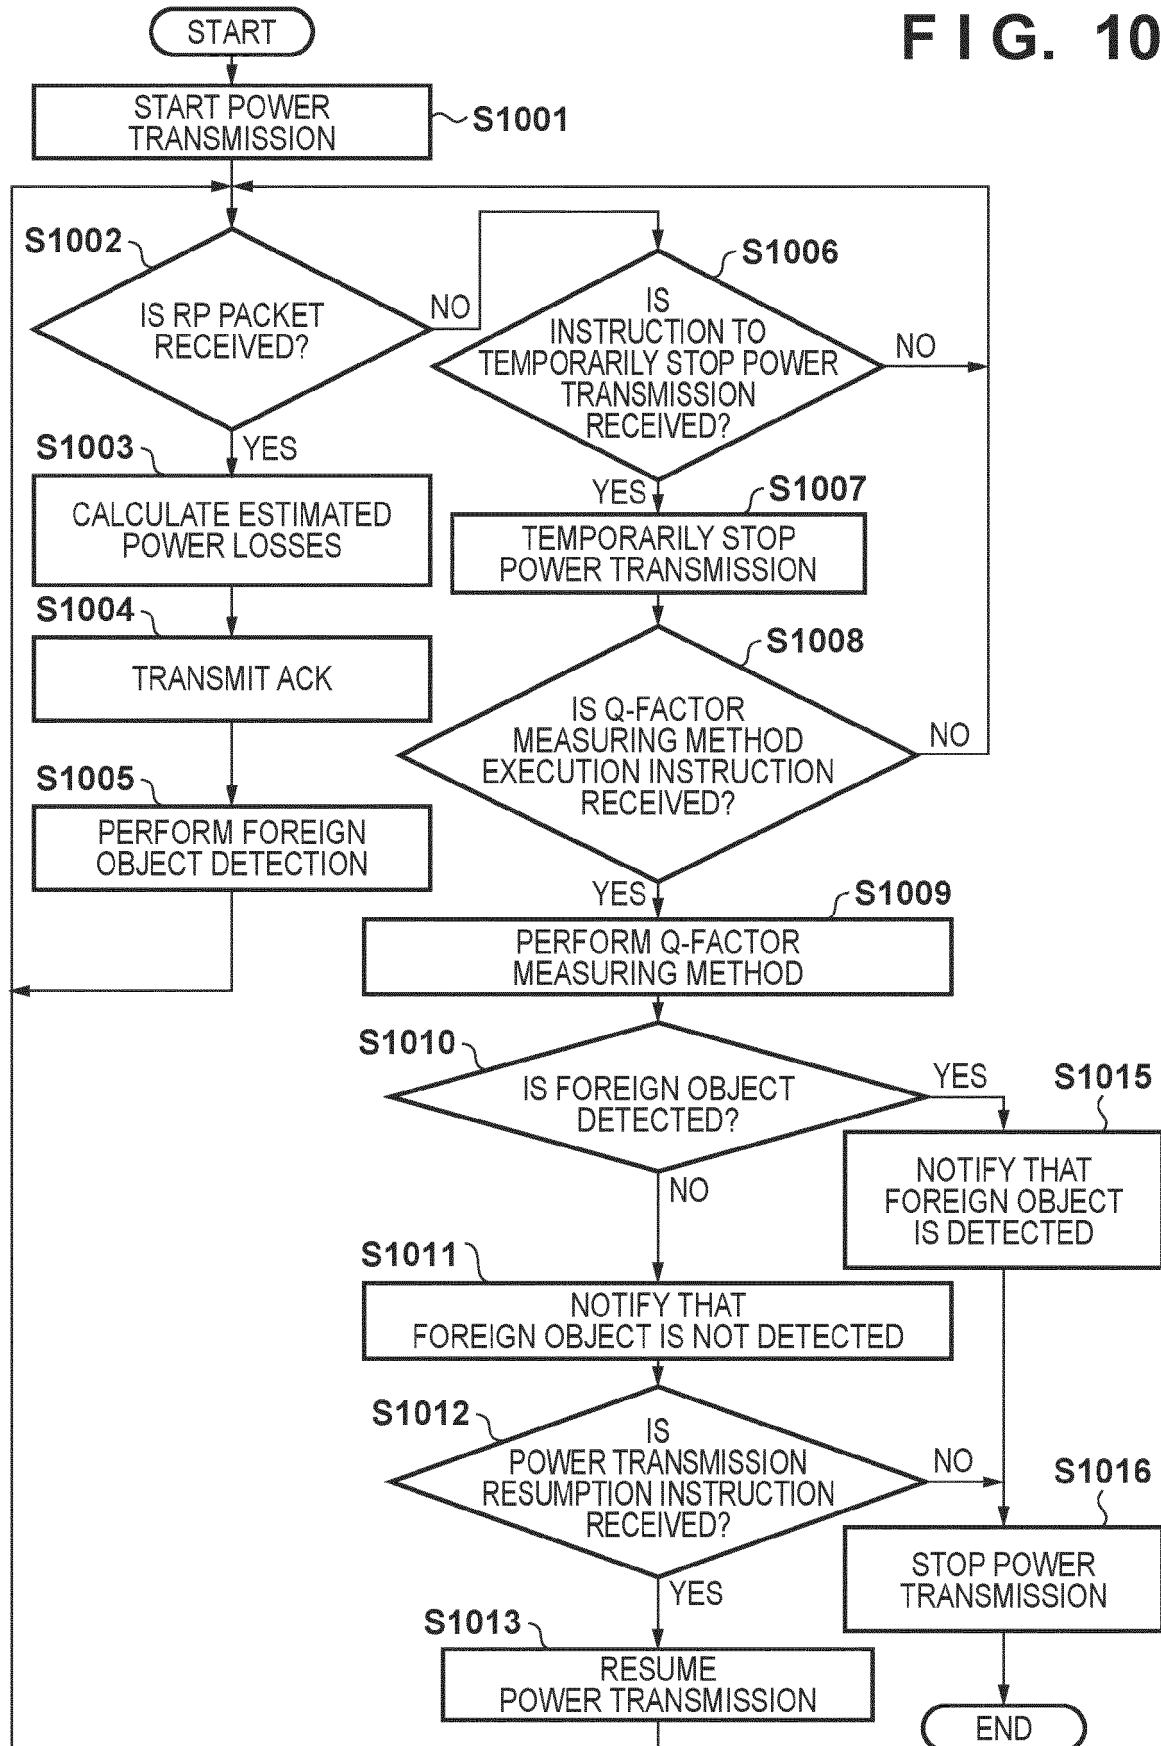 FIG. 10
START
START POWER
TRANSMISSION
S1001
S1002
IS RP PACKET
RECEIVED?
NO
YES
S1003
CALCULATE ESTIMATED
POWER LOSSES
S1004
TRANSMIT ACK
S1005
PERFORM FOREIGN
OBJECT DETECTION
S1006
IS
INSTRUCTION TO
TEMPORARILY STOP POWER
TRANSMISSION
RECEIVED?
NO
YES
S1007
TEMPORARILY STOP
POWER TRANSMISSION
S1008
IS Q-FACTOR
MEASURING METHOD
EXECUTION INSTRUCTION
RECEIVED?
NO
YES
S1009
PERFORM Q-FACTOR
MEASURING METHOD
S1010
IS FOREIGN OBJECT
DETECTED?
YES
NO
S1015
NOTIFY THAT
FOREIGN OBJECT
IS DETECTED
S1011
NOTIFY THAT
FOREIGN OBJECT IS NOT DETECTED
S1012
IS
POWER TRANSMISSION
RESUMPTION INSTRUCTION
RECEIVED?
NO
YES
S1016
STOP POWER
TRANSMISSION
S1013
RESUME
POWER TRANSMISSION
END